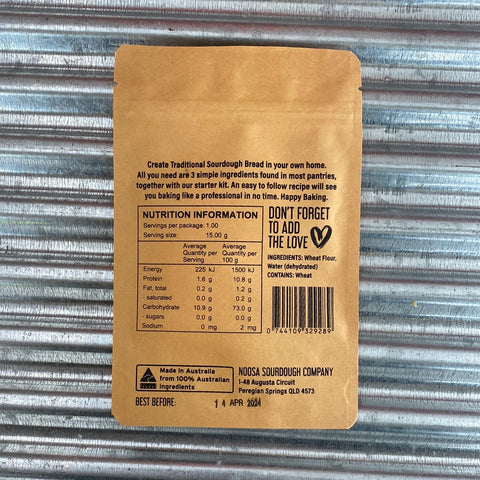 Create Traditional Sourdough Bread in your own home.
All you need are 3 simple ingredients found in most pantries,
together with our starter kit. An easy to follow recipe will see
you baking like a professional in no time. Happy Baking.
NUTRITION INFORMATION
Servings per package: 1.00
Serving size: 15.00 g
Average Quantity per Serving Average Quantity per 100 g
Energy 225 kJ 1500 kJ
Protein 1.6 g 10.8 g
Fat, total 0.2 g 1.2 g
- saturated 0.0 g 0.2 g
Carbohydrate 10.9 g 73.0 g
- sugars 0.0 g 0.0 g
Sodium 0 mg 2 mg
DON'T FORGET
TO ADD
THE LOVE
INGREDIENTS: Wheat Flour,
Water (dehydrated)
CONTAINS: Wheat
0 744109 329289
Made in Australia
from 100% Australian
ingredients
NOOSA SOURDOUGH COMPANY
1-48 Augusta Circuit
Peregian Springs QLD 4573
BEST BEFORE: 14 APR 2024